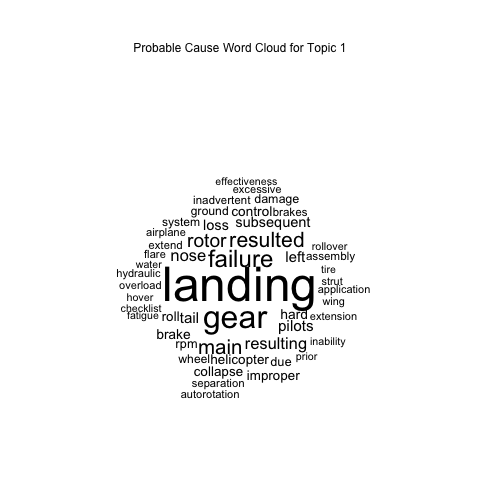 Probable Cause Word Cloud for Topic 1
effectiveness
excessive
inadvertent damage
ground control brakes
system loss subsequent
airplane
rotor resulted
extend
rollover
flare nose failure left assembly
water
tire
hydraulic
landing
strut
overload
application
hover
wing
checklist
gear
hard extension
fatigue roll tail
pilots
brake
rpm main resulting inability
wheel helicopter due prior
collapse improper
separation
autorotation